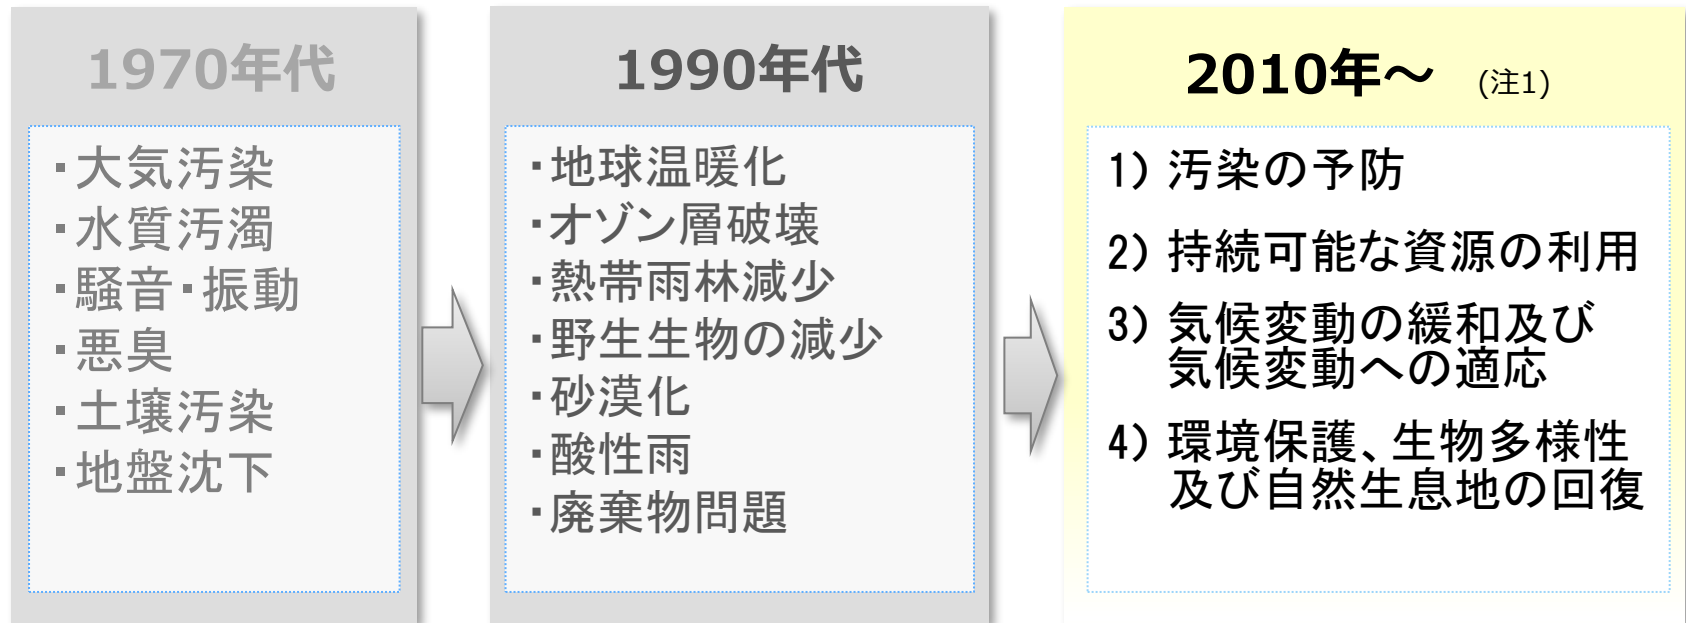 1970年代
・大気汚染
・水質汚濁
・騒音・振動
・悪臭
・土壌汚染
・地盤沈下
1990年代
・地球温暖化
・オゾン層破壊
・熱帯雨林減少
・野生生物の減少
・砂漠化
・酸性雨
・廃棄物問題
2010年～ (注1)
1) 汚染の予防
2) 持続可能な資源の利用
3) 気候変動の緩和及び
気候変動への適応
4) 環境保護、生物多様性
及び自然生息地の回復